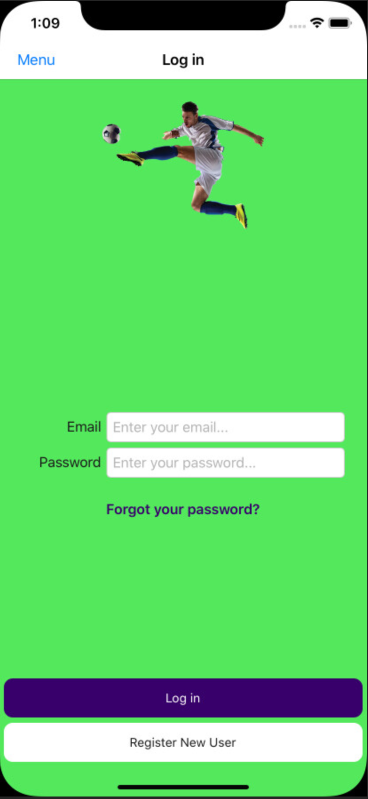 1:09
Menu Log in
Email Enter your email...
Password Enter your password...
Forgot your password?
Log in
Register New User